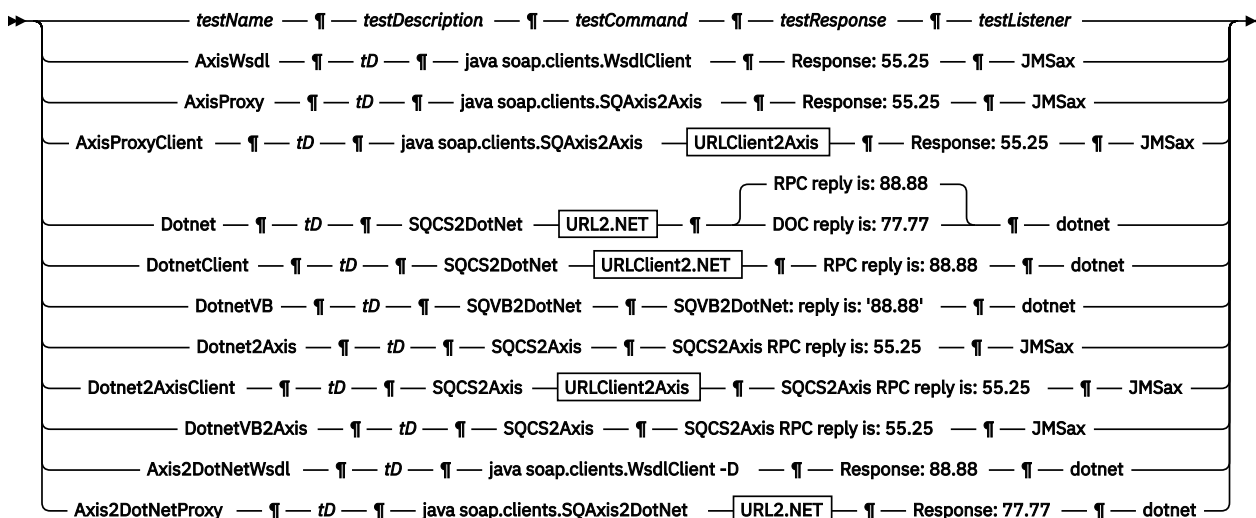 testName ¶ testDescription ¶ testCommand ¶ testResponse ¶ testListener
AxisWsdl ¶ tD ¶ java soap.clients.WsdlClient ¶ Response: 55.25 ¶ JMSax
AxisProxy ¶ tD ¶ java soap.clients.SQAxis2Axis ¶ Response: 55.25 ¶ JMSax
AxisProxyClient ¶ tD ¶ java soap.clients.SQAxis2Axis URLClient2Axis ¶ Response: 55.25 ¶ JMSax
RPC reply is: 88.88
Dotnet ¶ tD ¶ SQCS2DotNet URL2.NET ¶ DOC reply is: 77.77 ¶ dotnet
DotnetClient ¶ tD ¶ SQCS2DotNet URLClient2.NET ¶ RPC reply is: 88.88 ¶ dotnet
DotnetVB ¶ tD ¶ SQVB2DotNet ¶ SQVB2DotNet: reply is: '88.88' ¶ dotnet
Dotnet2Axis ¶ tD ¶ SQCS2Axis ¶ SQCS2Axis RPC reply is: 55.25 ¶ JMSax
Dotnet2AxisClient ¶ tD ¶ SQCS2Axis URLClient2Axis ¶ SQCS2Axis RPC reply is: 55.25 ¶ JMSax
DotnetVB2Axis ¶ tD ¶ SQCS2Axis ¶ SQCS2Axis RPC reply is: 55.25 ¶ JMSax
Axis2DotNetWsdl ¶ tD ¶ java soap.clients.WsdlClient -D ¶ Response: 88.88 ¶ dotnet
Axis2DotNetProxy ¶ tD ¶ java soap.clients.SQAxis2DotNet URL2.NET ¶ Response: 77.77 ¶ dotnet